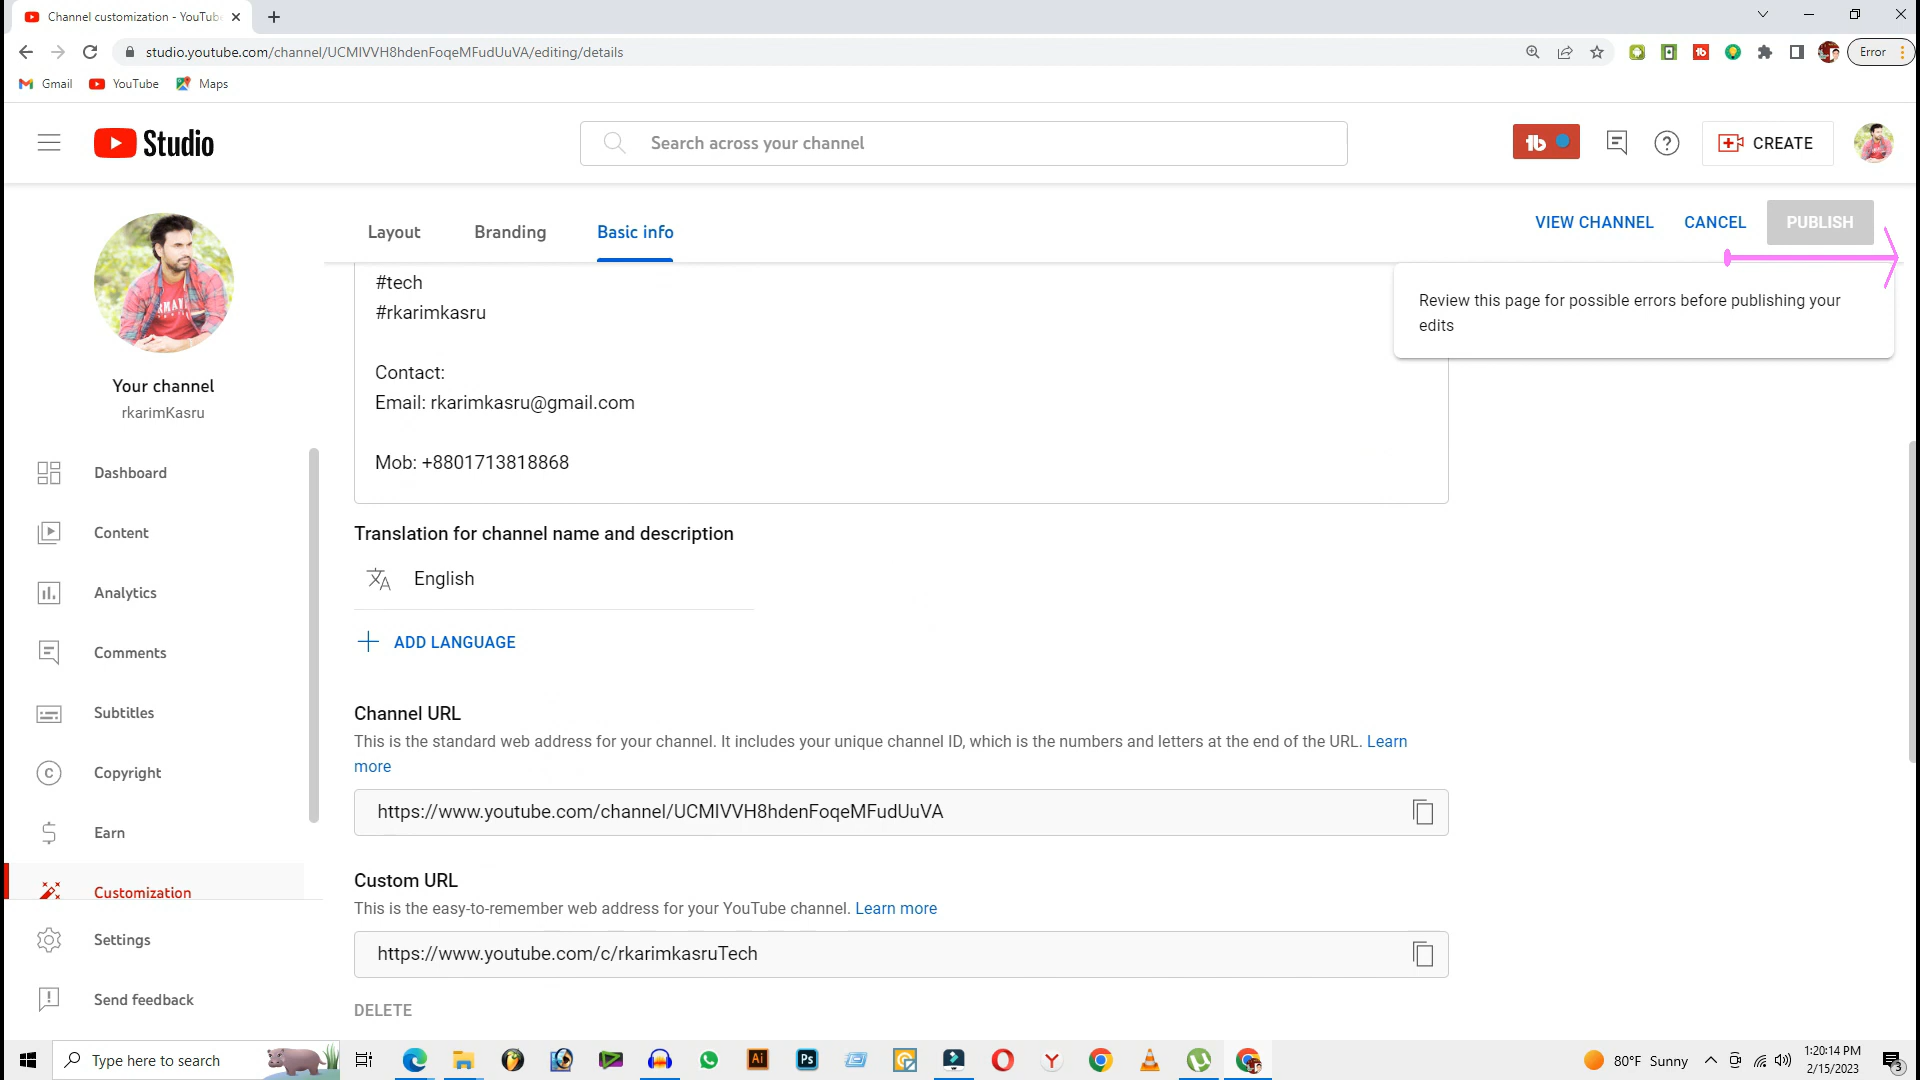 Channel customization - YouTub
studio.youtube.com/channel/UCMIVVH8hdenFoqeMFudUuVA/editing/details
Error
Gmail
YouTube
Maps
Studio
Search across your channel
tb
CREATE
Layout
Branding
Basic info
VIEW CHANNEL
CANCEL
PUBLISH
Review this page for possible errors before publishing your
edits
#tech
#rkarimkasru
Contact:
Email: rkarimkasru@gmail.com
Mob: +8801713818868
Your channel
rkarimKasru
Dashboard
Content
Analytics
Comments
Subtitles
Copyright
Earn
Customization
Settings
Send feedback
Translation for channel name and description
English
ADD LANGUAGE
Channel URL
This is the standard web address for your channel. It includes your unique channel ID, which is the numbers and letters at the end of the URL. Learn
more
https://www.youtube.com/channel/UCMIVVH8hdenFoqeMFudUuVA
Custom URL
This is the easy-to-remember web address for your YouTube channel. Learn more
https://www.youtube.com/c/rkarimkasruTech
DELETE
Type here to search
Ai
Ps
80°F Sunny
1:20:14 PM
2/15/2023
3